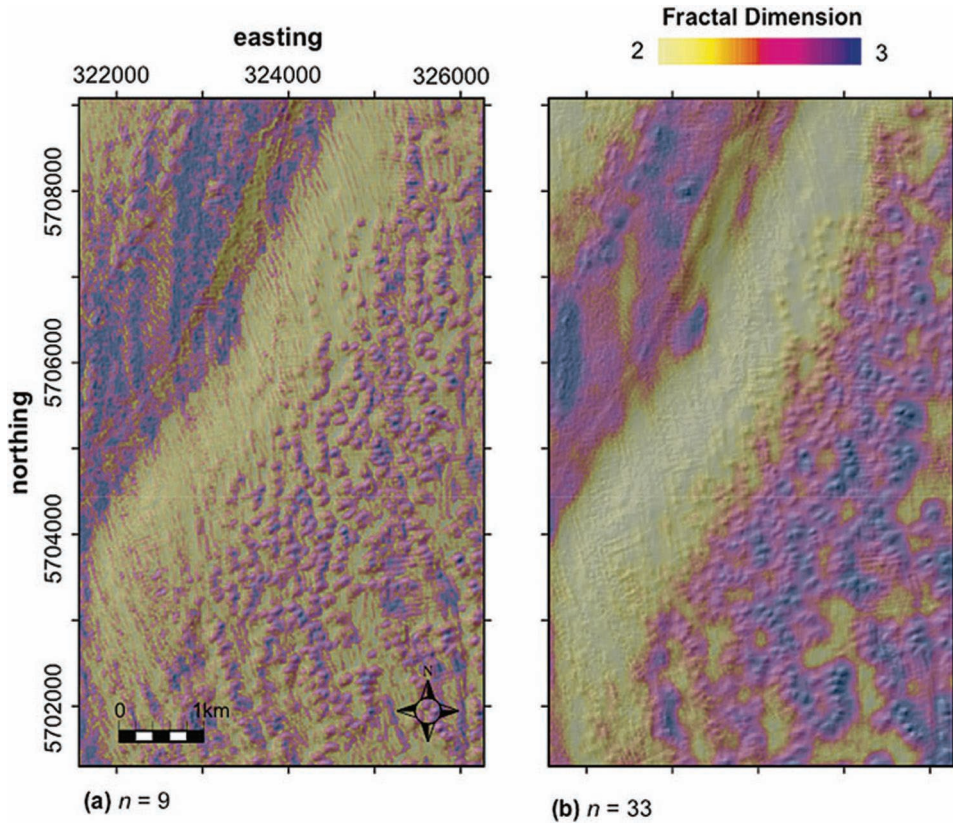 Fractal Dimension
2 3
easting
322000 324000 326000
northing
5708000
5706000
5704000
5702000
N
0 1km
(a) n = 9
(b) n = 33